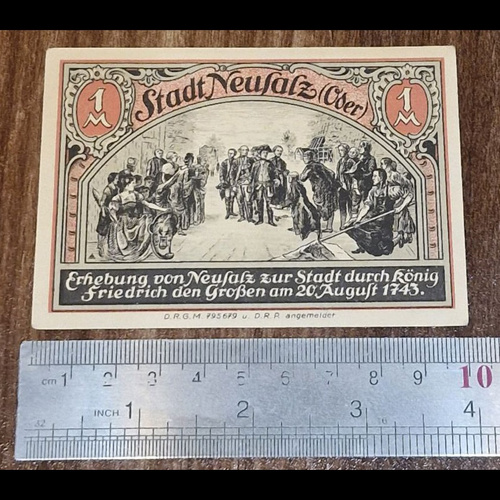 1 M Stadt Neusalz (Oder) 1 M
Erhebung von Neusalz zur Stadt durch König
Friedrich den Großen am 20. August 1743.
D.R.G.M. 795679 u. D.R.P. angemeldet
cm 1 2 3 4 5 6 7 8 9 10
INCH 1 2 3 4
32